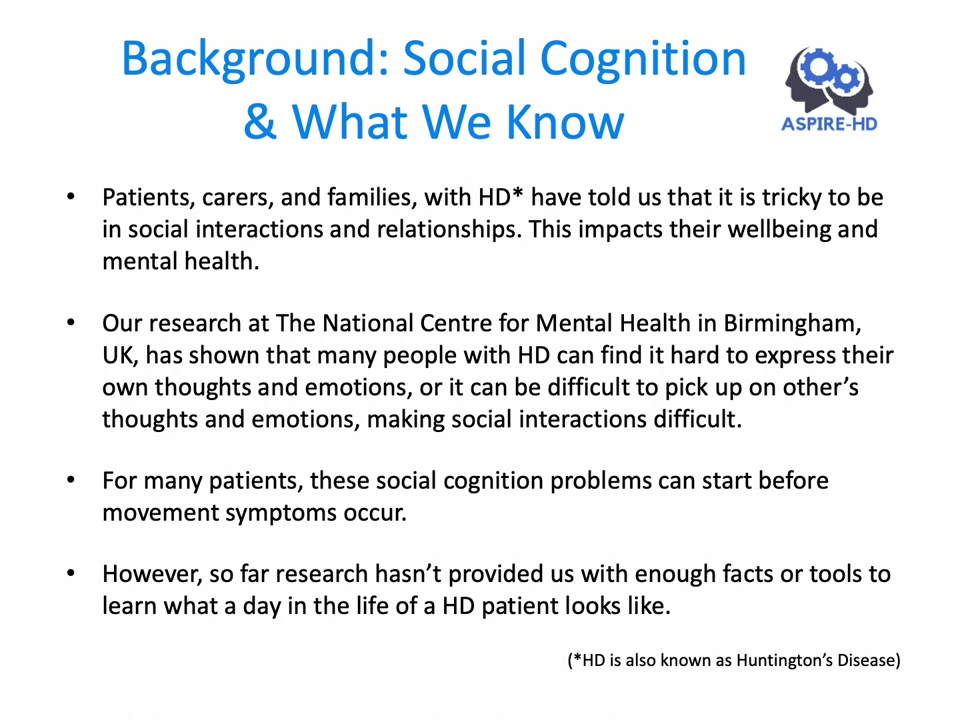 Background: Social Cognition
& What We Know
ASPIRE-HD
• Patients, carers, and families, with HD* have told us that it is tricky to be
in social interactions and relationships. This impacts their wellbeing and
mental health.
• Our research at The National Centre for Mental Health in Birmingham,
UK, has shown that many people with HD can find it hard to express their
own thoughts and emotions, or it can be difficult to pick up on other’s
thoughts and emotions, making social interactions difficult.
• For many patients, these social cognition problems can start before
movement symptoms occur.
• However, so far research hasn’t provided us with enough facts or tools to
learn what a day in the life of a HD patient looks like.
(*HD is also known as Huntington’s Disease)